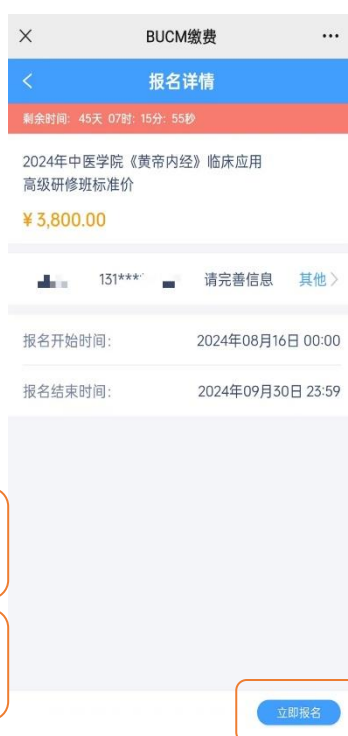 BUCM缴费
报名详情
剩余时间: 45天 07时: 15分: 55秒
2024年中医学院《黄帝内经》临床应用
高级研修班标准价
¥ 3,800.00
131*** 请完善信息 其他
报名开始时间: 2024年08月16日 00:00
报名结束时间: 2024年09月30日 23:59
立即报名